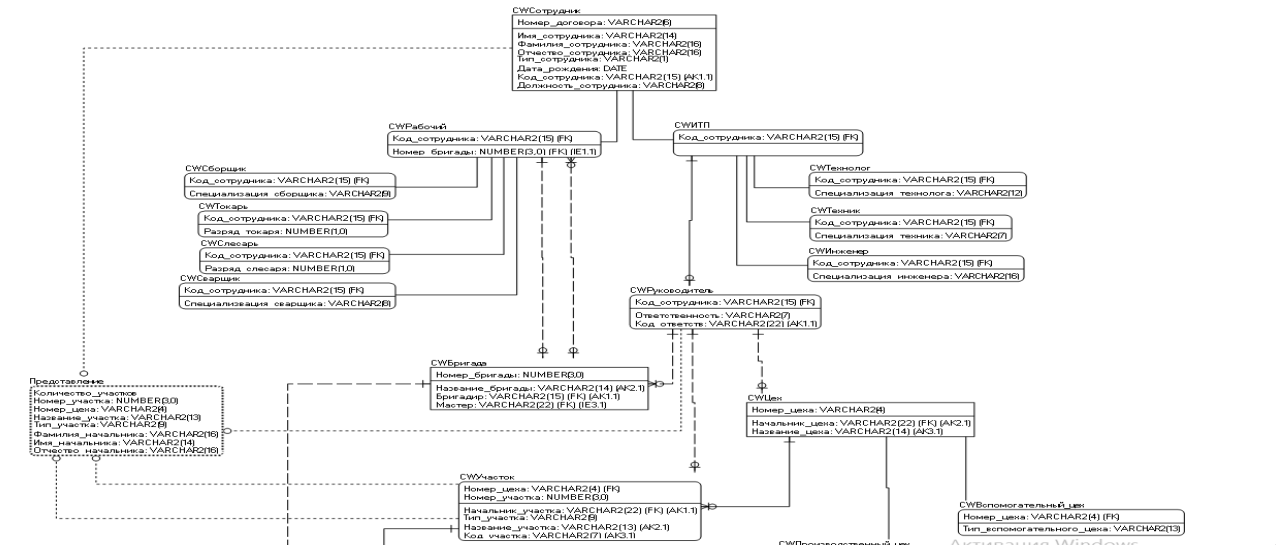 CWСотрудник
Номер_договора: VARCHAR2(6)
Имя_сотрудника: VARCHAR2(14)
Фамилия_сотрудника: VARCHAR2(16)
Отчество_сотрудника: VARCHAR2(16)
Тип_сотрудника: VARCHAR2(1)
Дата_рождения: DATE
Код_сотрудника: VARCHAR2(15) (AK1.1)
Должность_сотрудника: VARCHAR2(8)
CWРабочий
Код_сотрудника: VARCHAR2(15) (FK)
Номер_бригады: NUMBER(3,0) (FK) (IE1.1)
CWИТП
Код_сотрудника: VARCHAR2(15) (FK)
CWСборщик
Код_сотрудника: VARCHAR2(15) (FK)
Специализация_сборщика: VARCHAR2(9)
CWТехнолог
Код_сотрудника: VARCHAR2(15) (FK)
Специализация_технолога: VARCHAR2(12)
CWТокарь
Код_сотрудника: VARCHAR2(15) (FK)
Разряд_токаря: NUMBER(1,0)
CWТехник
Код_сотрудника: VARCHAR2(15) (FK)
Специализация_техника: VARCHAR2(7)
CWСлесарь
Код_сотрудника: VARCHAR2(15) (FK)
Разряд_слесаря: NUMBER(1,0)
CWИнженер
Код_сотрудника: VARCHAR2(15) (FK)
Специализация_инженера: VARCHAR2(16)
CWСварщик
Код_сотрудника: VARCHAR2(15) (FK)
Специализвация_сварщика: VARCHAR2(8)
CWРуководитель
Код_сотрудника: VARCHAR2(15) (FK)
Ответственность: VARCHAR2(7)
Код_ответств: VARCHAR2(22) (AK1.1)
CWБригада
Номер_бригады: NUMBER(3,0)
Название_бригады: VARCHAR2(14) (AK2.1)
Бригадир: VARCHAR2(15) (FK) (AK1.1)
Мастер: VARCHAR2(22) (FK) (IE3.1)
Представление
Количество_участков
Номер_участка: NUMBER(3,0)
Номер_цеха: VARCHAR2(4)
Название_участка: VARCHAR2(13)
Тип_участка: VARCHAR2(9)
Фамилия_начальника: VARCHAR2(16)
Имя_начальника: VARCHAR2(14)
Отчество_начальника: VARCHAR2(16)
CWЦех
Номер_цеха: VARCHAR2(4)
Начальник_цеха: VARCHAR2(22) (FK) (AK2.1)
Название_цеха: VARCHAR2(14) (AK3.1)
CWУчасток
Номер_цеха: VARCHAR2(4) (FK)
Номер_участка: NUMBER(3,0)
Начальник_участка: VARCHAR2(22) (FK) (AK1.1)
Тип_участка: VARCHAR2(9)
Название_участка: VARCHAR2(13) (AK2.1)
Код_участка: VARCHAR2(7) (AK3.1)
CWВспомогательный_цех
Номер_цеха: VARCHAR2(4) (FK)
Тип_вспомогательного_цеха: VARCHAR2(13)
CWПроизводственный_цех
Активация Windows